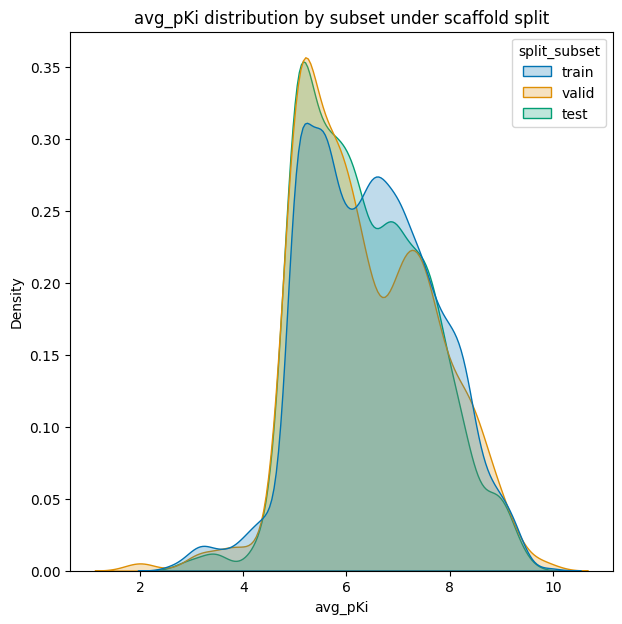 avg_pKi distribution by subset under scaffold split
split_subset
train
valid
test
0.35
0.30
0.25
0.20
0.15
0.10
0.05
0.00
Density
2 4 6 8 10
avg_pKi